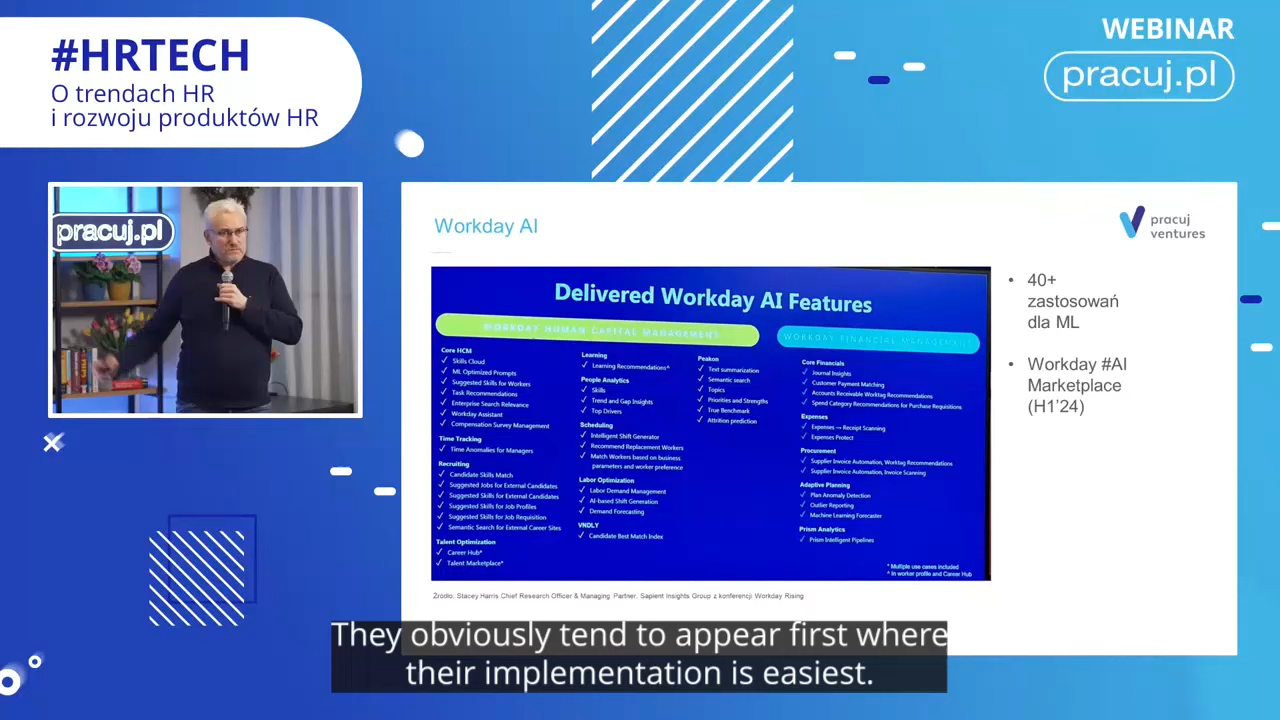 #HRTECH
O trendach HR
i rozwoju produktów HR
WEBINAR
pracuj.pl
pracuj.pl
Workday AI
pracuj
ventures
Delivered Workday AI Features
WORKDAY HUMAN CAPITAL MANAGEMENT
WORKDAY FINANCIAL MANAGEMENT
Core HCM
✓ Skills Cloud
✓ ML Optimized Prompts
✓ Suggested Skills for Workers
✓ Task Recommendations
✓ Enterprise Search Relevance
✓ Workday Assistant
✓ Compensation Survey Management
Time Tracking
✓ Time Anomalies for Managers
Recruiting
✓ Candidate Skills Match
✓ Suggested Jobs for External Candidates
✓ Suggested Skills for External Candidates
✓ Suggested Skills for Job Profiles
✓ Suggested Skills for Job Requisition
✓ Semantic Search for External Career Sites
Talent Optimization
✓ Career Hub*
✓ Talent Marketplace*
Learning
✓ Learning Recommendations^
People Analytics
✓ Skills
✓ Trend and Gap Insights
✓ Top Drivers
Scheduling
✓ Intelligent Shift Generator
✓ Recommend Replacement Workers
✓ Match Workers based on business
parameters and worker preference
Labor Optimization
✓ Labor Demand Management
✓ AI-based Shift Generation
✓ Demand Forecasting
VNDLY
✓ Candidate Best Match Index
Peakon
✓ Text summarization
✓ Semantic search
✓ Topics
✓ Priorities and Strengths
✓ True Benchmark
✓ Attrition prediction
Core Financials
✓ Journal Insights
✓ Customer Payment Matching
✓ Accounts Receivable Worktag Recommendations
✓ Spend Category Recommendations for Purchase Requisitions
Expenses
✓ Expenses → Receipt Scanning
✓ Expenses Protect
Procurement
✓ Supplier Invoice Automation, Worktag Recommendations
✓ Supplier Invoice Automation, Invoice Scanning
Adaptive Planning
✓ Plan Anomaly Detection
✓ Outlier Reporting
✓ Machine Learning Forecaster
Prism Analytics
✓ Prism Intelligent Pipelines
* Multiple use cases included
^ In worker profile and Career Hub
• 40+
zastosowań
dla ML
• Workday #AI
Marketplace
(H1'24)
Źródło: Stacey Harris Chief Research Officer & Managing Partner, Sapient Insights Group z konferencji Workday Rising
They obviously tend to appear first where
their implementation is easiest.